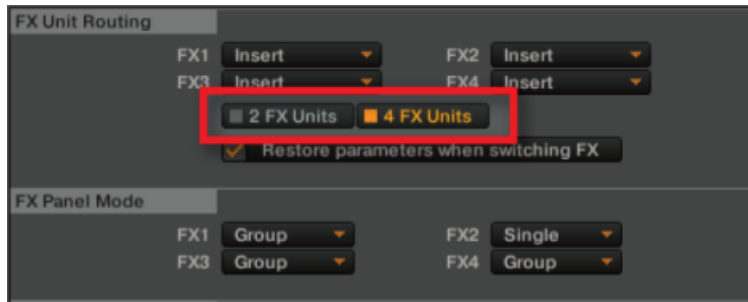 FX Unit Routing
FX1 Insert FX2 Insert
FX3 Insert FX4 Insert
2 FX Units 4 FX Units
Restore parameters when switching FX
FX Panel Mode
FX1 Group FX2 Single
FX3 Group FX4 Group